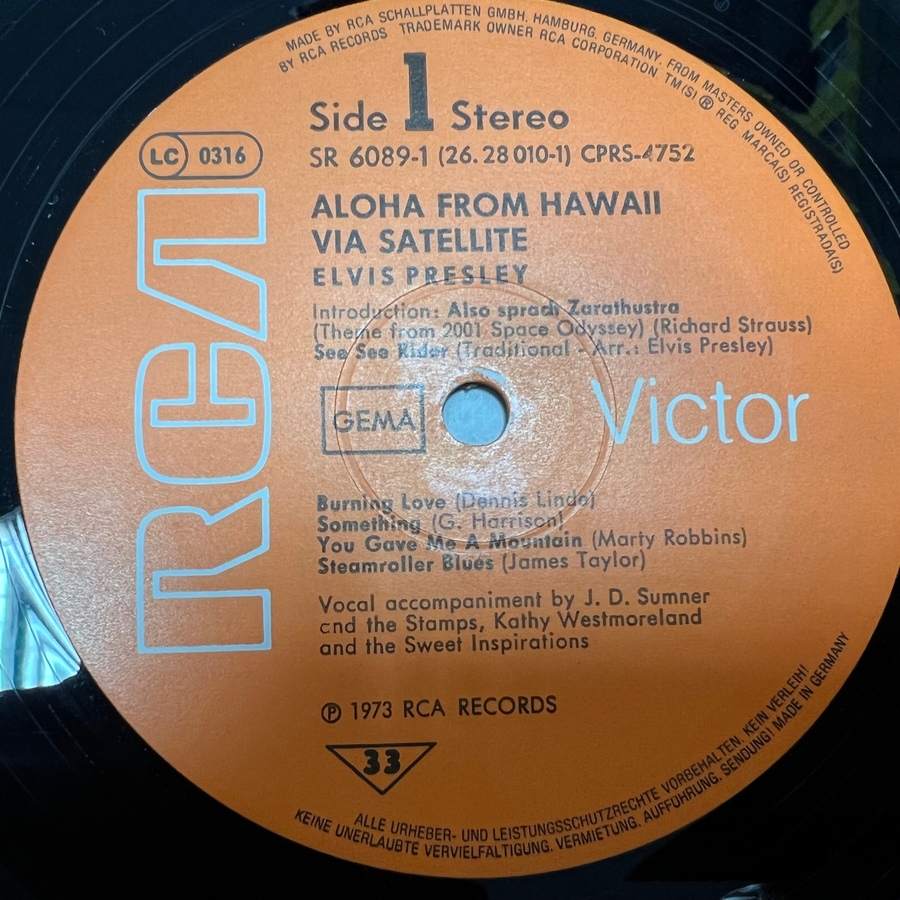 MADE BY RCA SCHALLPLATTEN GMBH, HAMBURG, GERMANY, FROM MASTERS OWNED OR CONTROLLED
BY RCA RECORDS TRADEMARK OWNER RCA CORPORATION TM(S) ® REG. MARCA(S) REGISTRADA(S)
Side 1 Stereo
LC 0316
SR 6089-1 (26.28 010-1) CPRS-4752
ALOHA FROM HAWAII
VIA SATELLITE
ELVIS PRESLEY
Introduction: Also sprach Zarathustra
(Theme from 2001 Space Odyssey) (Richard Strauss)
See See Rider (Traditional - Arr.: Elvis Presley)
RCA
GEMA
Victor
Burning Love (Dennis Linde)
Something (G. Harrison)
You Gave Me A Mountain (Marty Robbins)
Steamroller Blues (James Taylor)
Vocal accompaniment by J. D. Sumner
and the Stamps, Kathy Westmoreland
and the Sweet Inspirations
℗ 1973 RCA RECORDS
33
ALLE URHEBER- UND LEISTUNGSSCHUTZRECHTE VORBEHALTEN. KEIN VERLEIH!
KEINE UNERLAUBTE VERVIELFÄLTIGUNG, VERMIETUNG, AUFFÜHRUNG, SENDUNG! MADE IN GERMANY